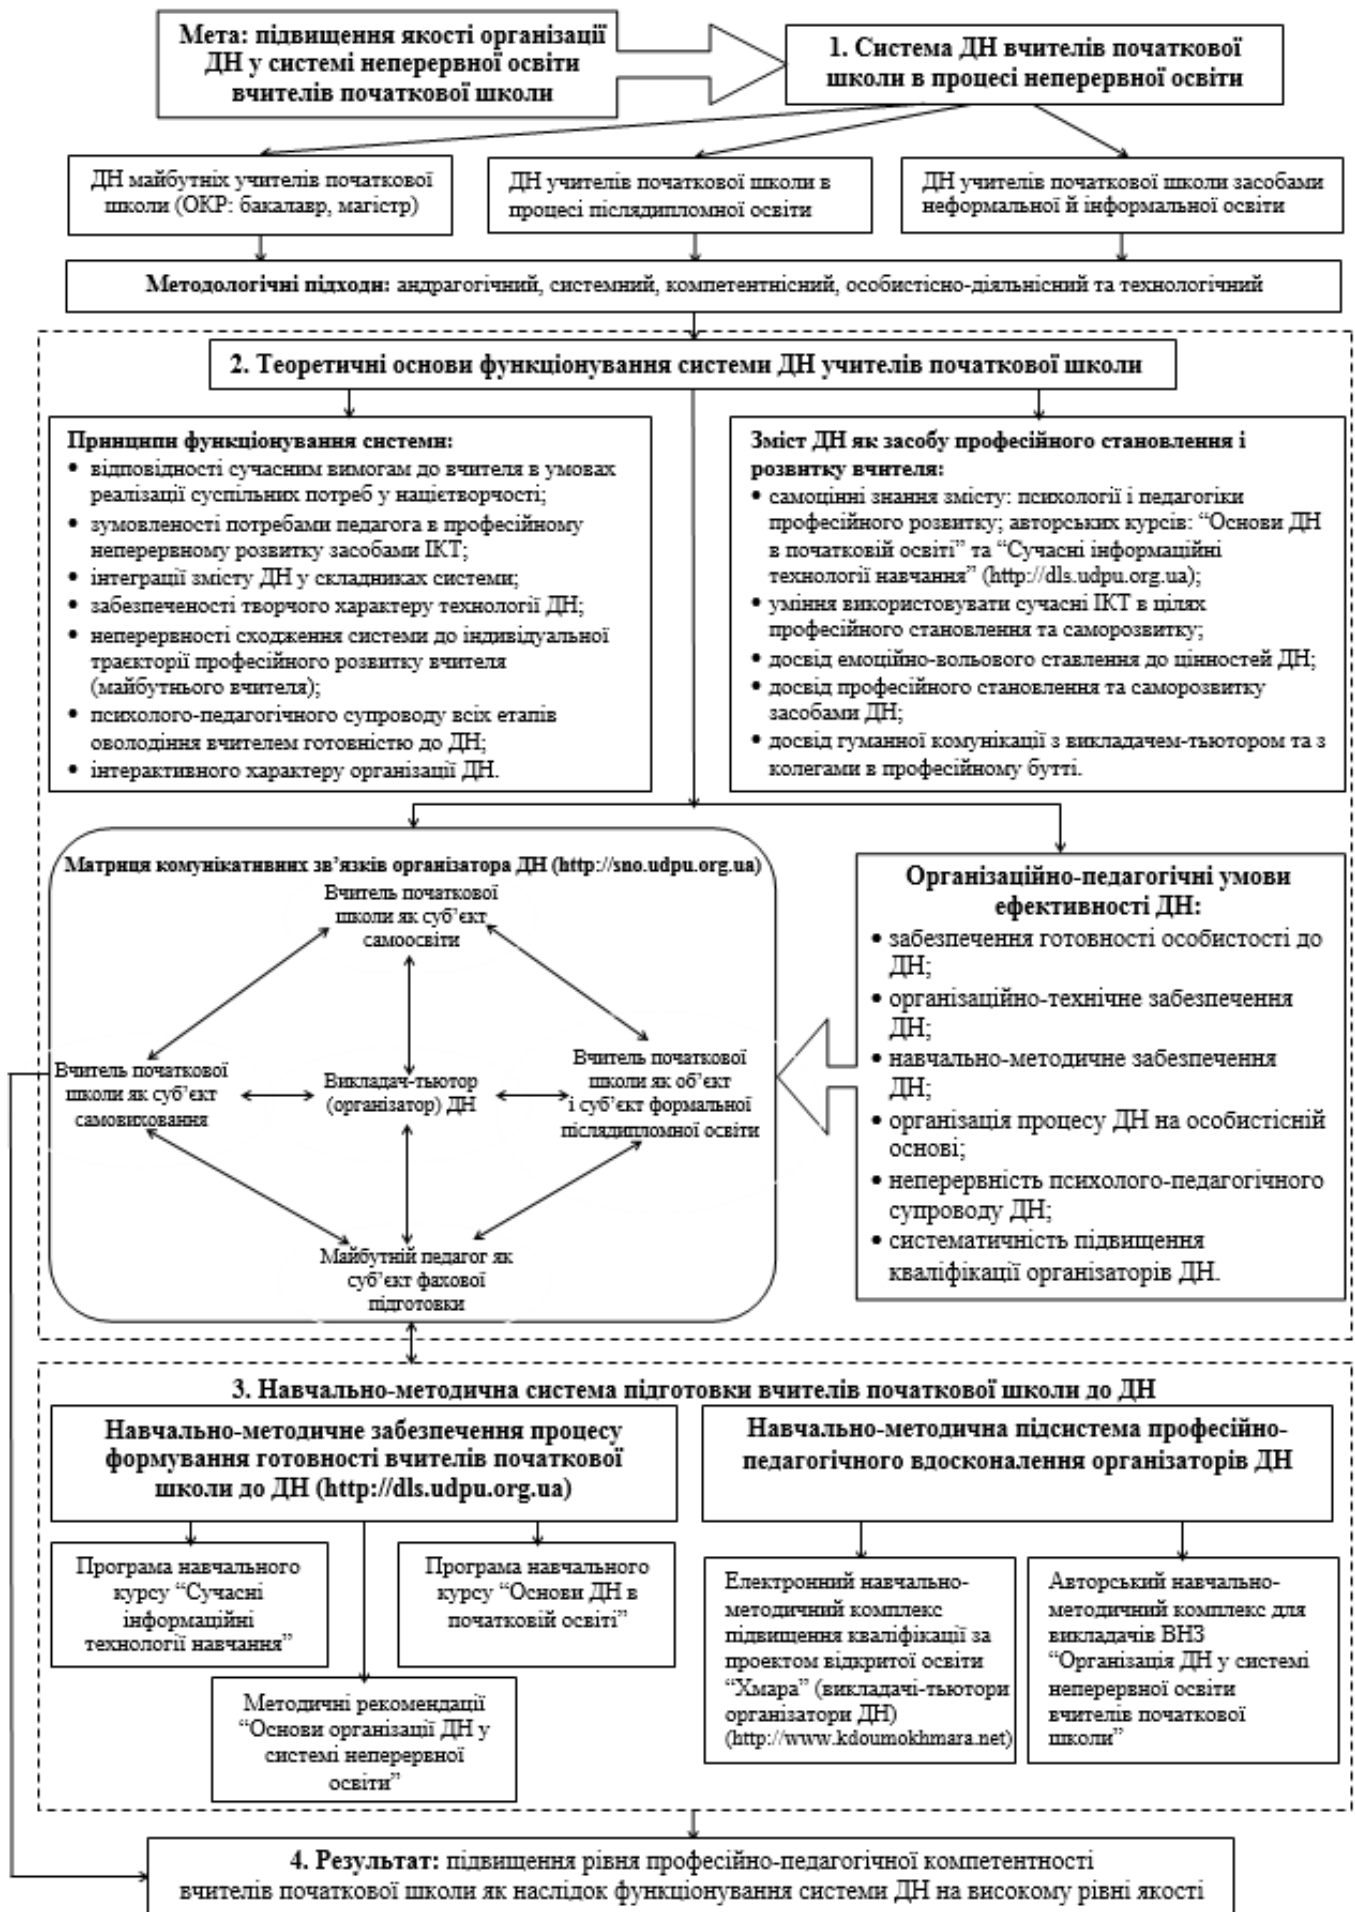 Мета: підвищення якості організації
ДН у системі неперервної освіти
вчителів початкової школи
1. Система ДН вчителів початкової
школи в процесі неперервної освіти
ДН майбутніх учителів початкової
школи (ОКР: бакалавр, магістр)
ДН учителів початкової школи в
процесі післядипломної освіти
ДН учителів початкової школи засобами
неформальної й інформальної освіти
Методологічні підходи: андрагогічний, системний, компетентнісний, особистісно-діяльнісний та технологічний
2. Теоретичні основи функціонування системи ДН учителів початкової школи
Принципи функціонування системи:
• відповідності сучасним вимогам до вчителя в умовах
реалізації суспільних потреб у націєтворчості;
• зумовленості потребами педагога в професійному
неперервному розвитку засобами ІКТ;
• інтеграції змісту ДН у складниках системи;
• забезпеченості творчого характеру технології ДН;
• неперервності сходження системи до індивідуальної
траєкторії професійного розвитку вчителя
(майбутнього вчителя);
• психолого-педагогічного супроводу всіх етапів
оволодіння вчителем готовністю до ДН;
• інтерактивного характеру організації ДН.
Зміст ДН як засобу професійного становлення і
розвитку вчителя:
• самоцінні знання змісту: психології і педагогіки
професійного розвитку; авторських курсів: “Основи ДН
в початковій освіті” та “Сучасні інформаційні
технології навчання” (http://dls.udpu.org.ua);
• уміння використовувати сучасні ІКТ в цілях
професійного становлення та саморозвитку;
• досвід емоційно-вольового ставлення до цінностей ДН;
• досвід професійного становлення та саморозвитку
засобами ДН;
• досвід гуманної комунікації з викладачем-тьютором та з
колегами в професійному бутті.
Матриця комунікативних зв’язків організатора ДН (http://sno.udpu.org.ua)
Вчитель початкової
школи як суб’єкт
самоосвіти
Вчитель початкової
школи як суб’єкт
самовиховання
Викладач-тьютор
(організатор) ДН
Вчитель початкової
школи як об’єкт
і суб’єкт формальної
післядипломної освіти
Майбутній педагог як
суб’єкт фахової
підготовки
Організаційно-педагогічні умови
ефективності ДН:
• забезпечення готовності особистості до
ДН;
• організаційно-технічне забезпечення
ДН;
• навчально-методичне забезпечення
ДН;
• організація процесу ДН на особистісній
основі;
• неперервність психолого-педагогічного
супроводу ДН;
• систематичність підвищення
кваліфікації організаторів ДН.
3. Навчально-методична система підготовки вчителів початкової школи до ДН
Навчально-методичне забезпечення процесу
формування готовності вчителів початкової
школи до ДН (http://dls.udpu.org.ua)
Навчально-методична підсистема професійно-
педагогічного вдосконалення організаторів ДН
Програма навчального
курсу “Сучасні
інформаційні
технології навчання”
Програма навчального
курсу “Основи ДН в
початковій освіті”
Методичні рекомендації
“Основи організації ДН у
системі неперервної
освіти”
Електронний навчально-
методичний комплекс
підвищення кваліфікації за
проектом відкритої освіти
“Хмара” (викладачі-тьютори
організатори ДН)
(http://www.kdoumokhmara.net)
Авторський навчально-
методичний комплекс для
викладачів ВНЗ
“Організація ДН у системі
неперервної освіти
вчителів початкової
школи”
4. Результат: підвищення рівня професійно-педагогічної компетентності
вчителів початкової школи як наслідок функціонування системи ДН на високому рівні якості